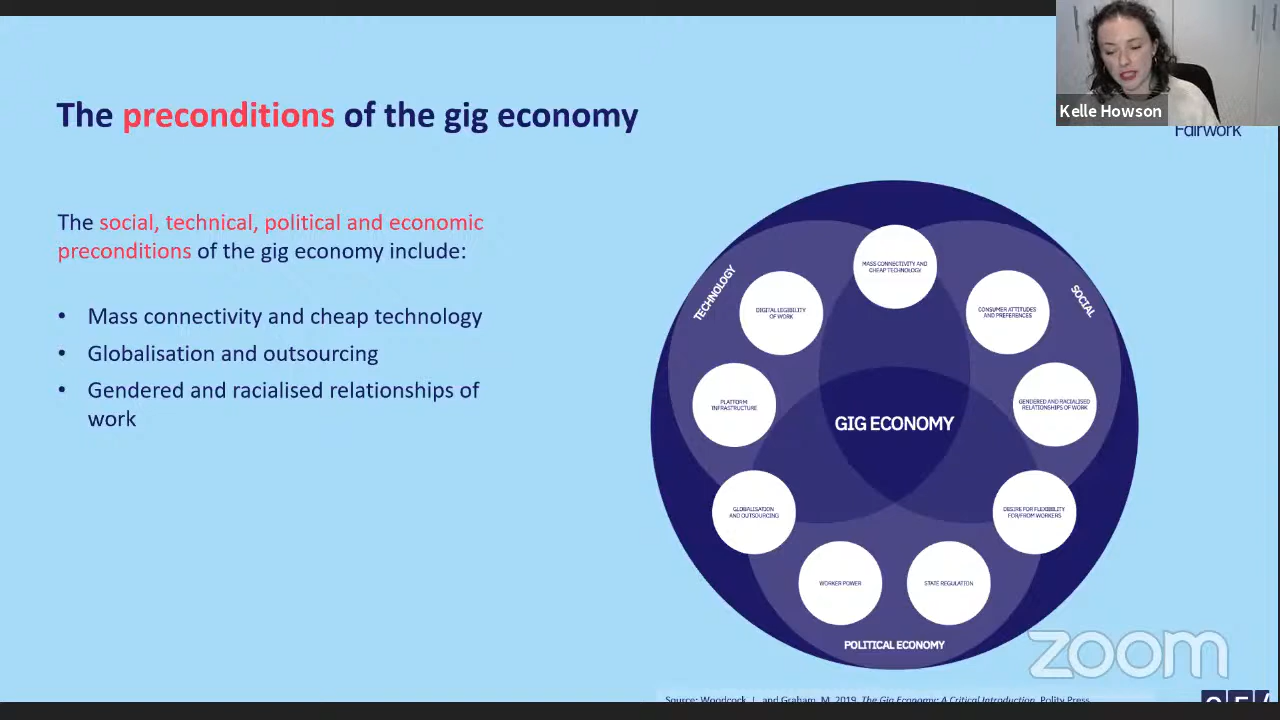 The preconditions of the gig economy
Kelle Howson
Fairwork
The social, technical, political and economic
preconditions of the gig economy include:
• Mass connectivity and cheap technology
• Globalisation and outsourcing
• Gendered and racialised relationships of
work
TECHNOLOGY
SOCIAL
POLITICAL ECONOMY
GIG ECONOMY
MASS CONNECTIVITY AND
CHEAP TECHNOLOGY
CONSUMER ATTITUDES
AND PREFERENCES
GENDERED AND RACIALISED
RELATIONSHIPS OF WORK
DESIRE FOR FLEXIBILITY
FOR/FROM WORKERS
STATE REGULATION
WORKER POWER
GLOBALISATION
AND OUTSOURCING
PLATFORM
INFRASTRUCTURE
DIGITAL LEGIBILITY
OF WORK
zoom
Source: Woodcock, J., and Graham, M. 2019. The Gig Economy: A Critical Introduction. Polity Press.